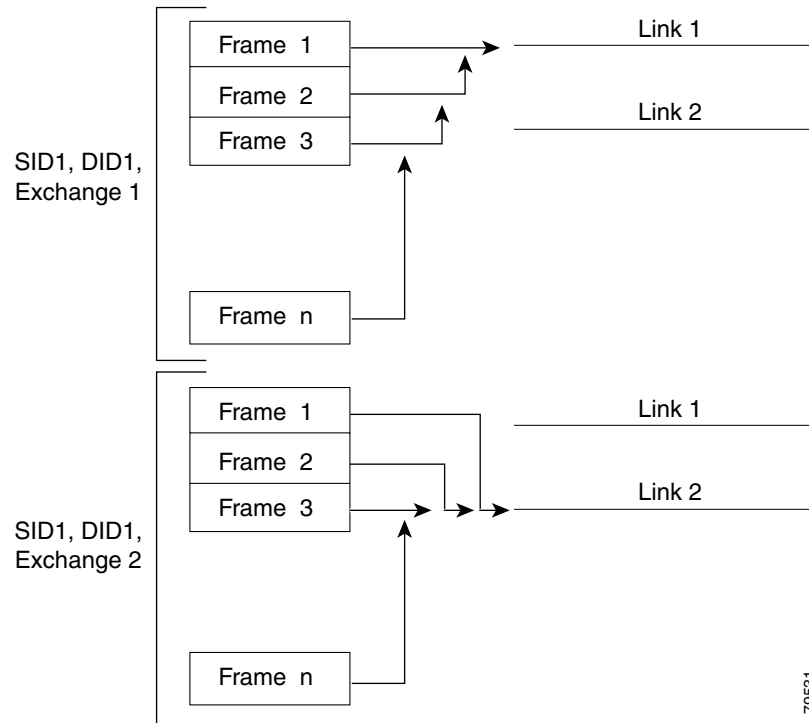 Frame 1
Link 1
Frame 2
Link 2
Frame 3
SID1, DID1,
Exchange 1
Frame n
Frame 1
Link 1
Frame 2
Link 2
Frame 3
SID1, DID1,
Exchange 2
Frame n
79531